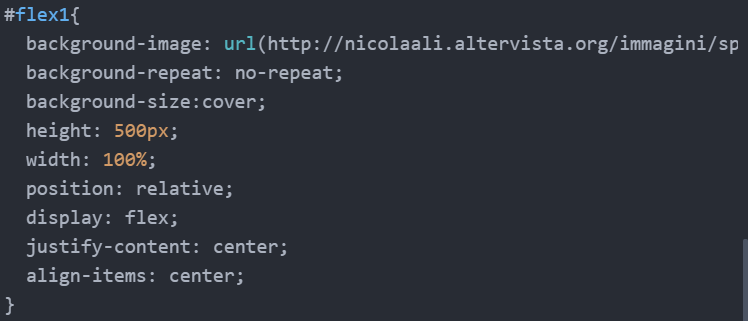 #flex1{
background-image: url(http://nicolaali.altervista.org/immagini/sp
background-repeat: no-repeat;
background-size:cover;
height: 500px;
width: 100%;
position: relative;
display: flex;
justify-content: center;
align-items: center;
}